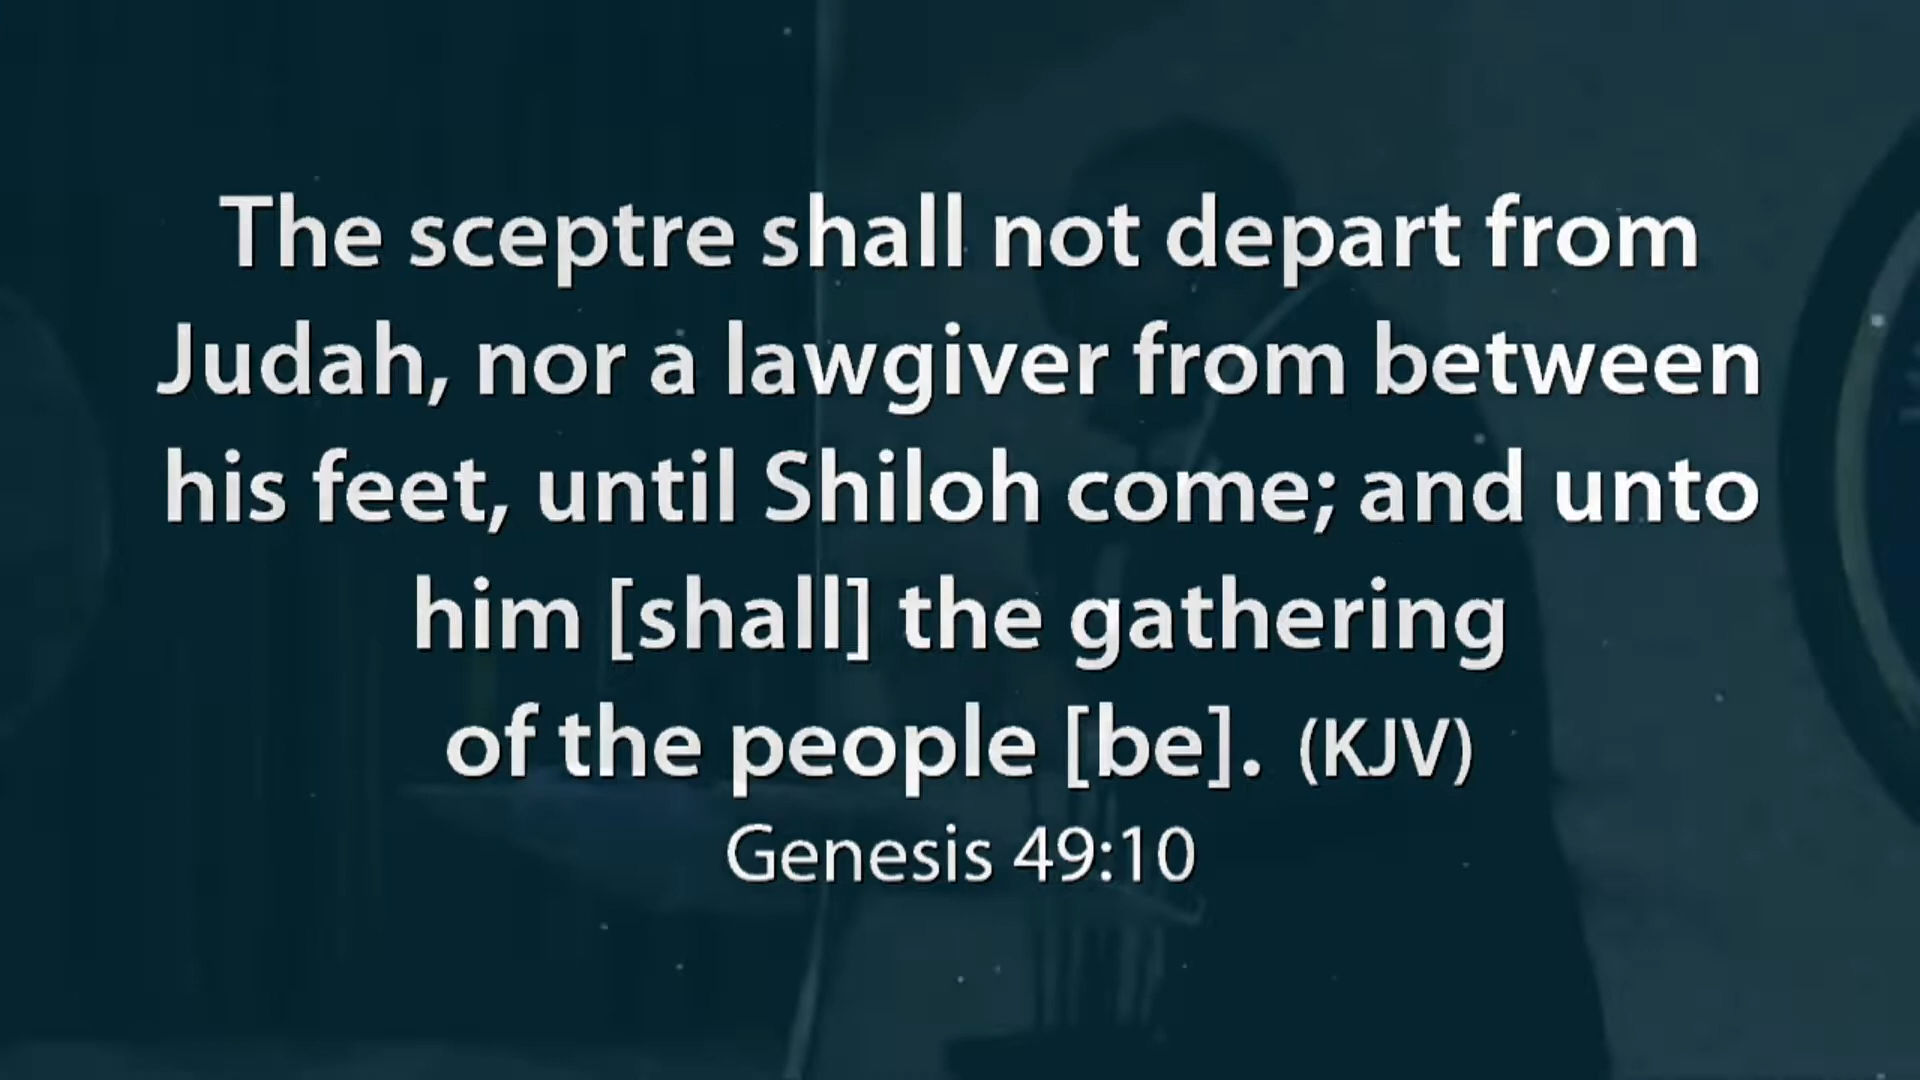 The sceptre shall not depart from
Judah, nor a lawgiver from between
his feet, until Shiloh come; and unto
him [shall] the gathering
of the people [be]. (KJV)
Genesis 49:10